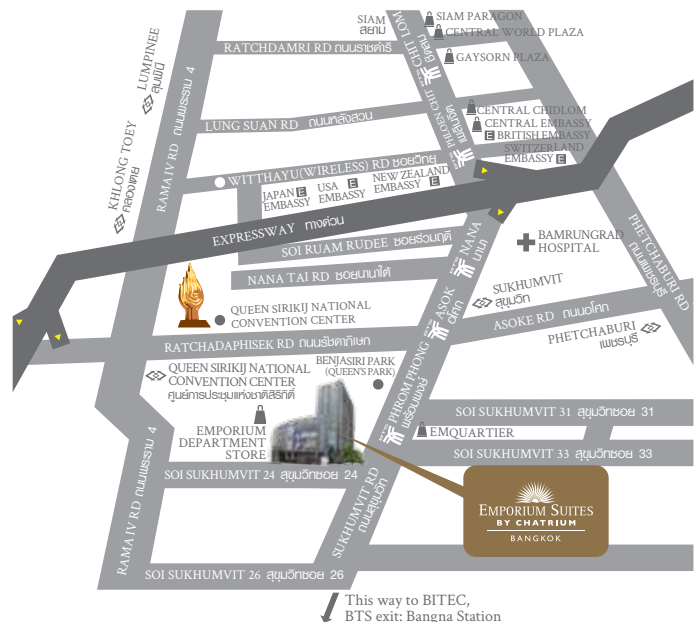 SIAM
สยาม
SIAM PARAGON
CENTRAL WORLD PLAZA
GAYSORN PLAZA
CHIT LOM
ชิดลม
RATCHDAMRI RD ถนนราชดำริ
LUMPINEE
ลุมพินี
RAMA IV RD ถนนพระราม 4
PHLOEN CHIT
เพลินจิต
CENTRAL CHIDLOM
CENTRAL EMBASSY
E BRITISH EMBASSY
SWITZERLAND
EMBASSY E
LUNG SUAN RD ถนนหลังสวน
WITTHAYU(WIRELESS) RD ซอยวิทยุ
KHLONG TOEY
คลองเตย
JAPAN E
EMBASSY
USA E
EMBASSY
NEW ZEALAND
EMBASSY E
EXPRESSWAY ทางด่วน
SOI RUAM RUDEE ซอยร่วมฤดี
NANA
นานา
BAMRUNGRAD
HOSPITAL
PHETCHABURI RD
ถนนเพชรบุรี
NANA TAI RD ซอยนานาใต้
SUKHUMVIT
สุขุมวิท
ASOK
อโศก
QUEEN SIRIKIJ NATIONAL
CONVENTION CENTER
ASOKE RD ถนนอโศก
PHETCHABURI
เพชรบุรี
RATCHADAPHISEK RD ถนนรัชดาภิเษก
QUEEN SIRIKIJ NATIONAL
CONVENTION CENTER
ศูนย์การประชุมแห่งชาติสิริกิติ์
BENJASIRI PARK
(QUEEN'S PARK)
PHROM PHONG
พร้อมพงษ์
SOI SUKHUMVIT 31 สุขุมวิทซอย 31
EMPORIUM
DEPARTMENT
STORE
EMQUARTIER
SOI SUKHUMVIT 33 สุขุมวิทซอย 33
RAMA IV RD ถนนพระราม 4
SOI SUKHUMVIT 24 สุขุมวิทซอย 24
SUKHUMVIT RD
ถนนสุขุมวิท
EMPORIUM SUITES
BY CHATRIUM
BANGKOK
SOI SUKHUMVIT 26 สุขุมวิทซอย 26
This way to BITEC,
BTS exit: Bangna Station